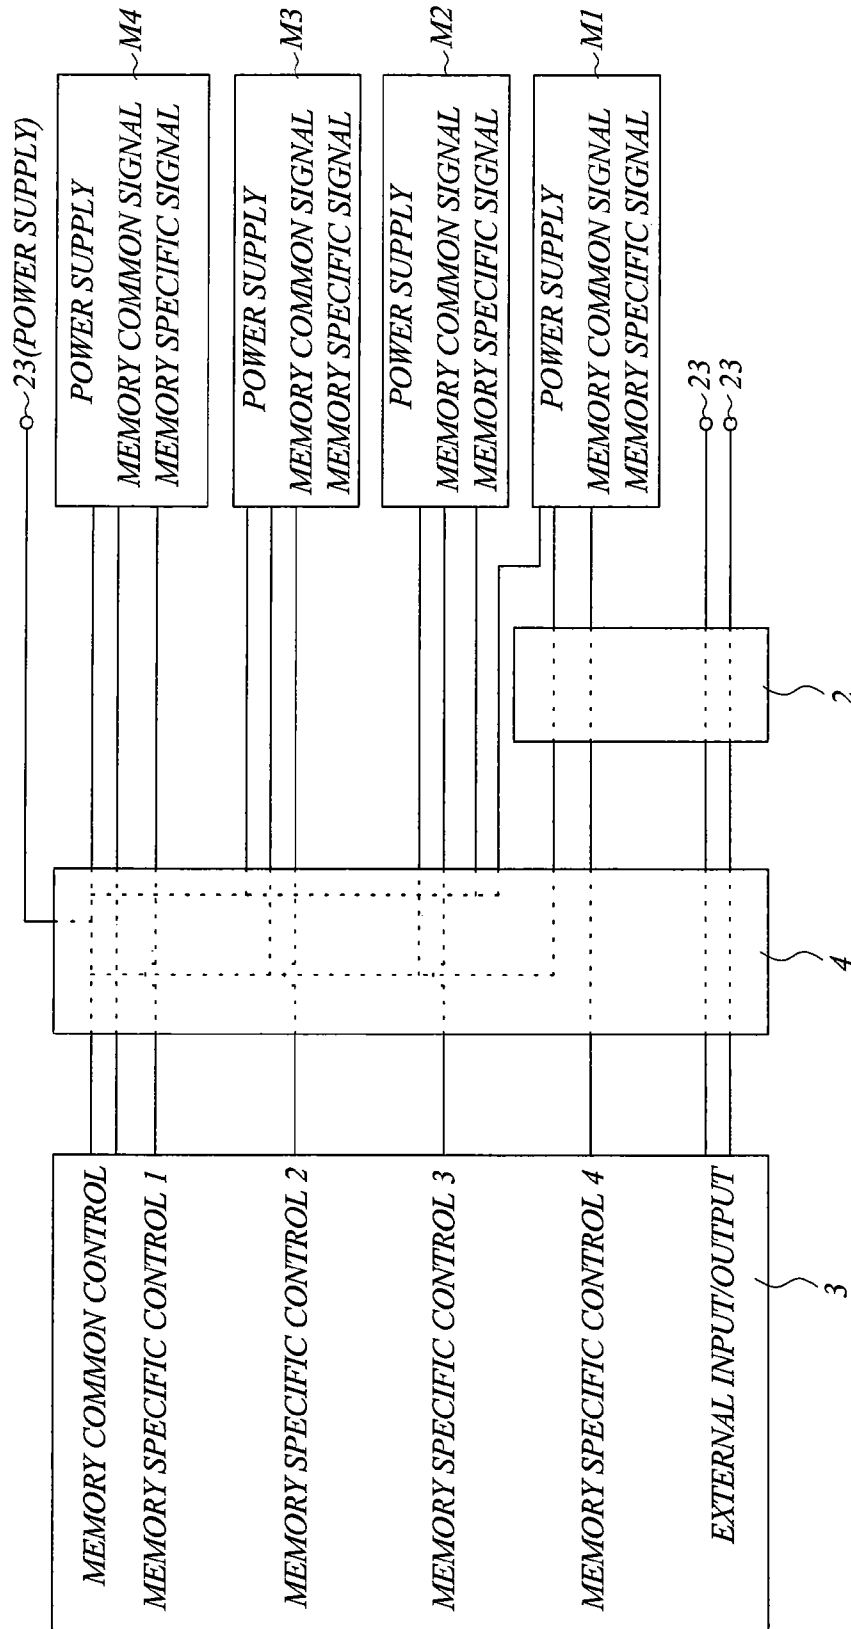 23(POWER SUPPLY)
M4
POWER SUPPLY
MEMORY COMMON SIGNAL
MEMORY SPECIFIC SIGNAL
M3
POWER SUPPLY
MEMORY COMMON SIGNAL
MEMORY SPECIFIC SIGNAL
M2
POWER SUPPLY
MEMORY COMMON SIGNAL
MEMORY SPECIFIC SIGNAL
M1
POWER SUPPLY
MEMORY COMMON SIGNAL
MEMORY SPECIFIC SIGNAL
23
23
2
4
MEMORY COMMON CONTROL
MEMORY SPECIFIC CONTROL 1
MEMORY SPECIFIC CONTROL 2
MEMORY SPECIFIC CONTROL 3
MEMORY SPECIFIC CONTROL 4
EXTERNAL INPUT/OUTPUT
3